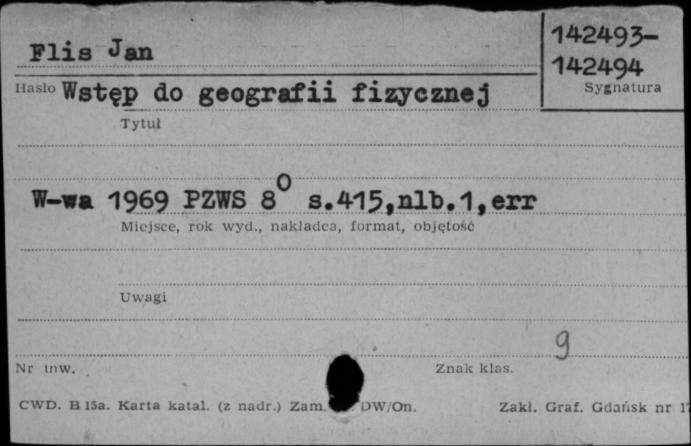 142493-
Flis Jan
142494
Hasło Wstęp do geografii fizycznej
Sygnatura
Tytuł
W-wa 1969 PZWS 8° s.415,nlb.1,err
Miejsce, rok wyd., nakładca, format, objętość
Uwagi
9
Nr inw. Znak klas.
CWD. B 15a. Karta katal. (z nadr.) Zam. DW/On. Zakł. Graf. Gdańsk nr